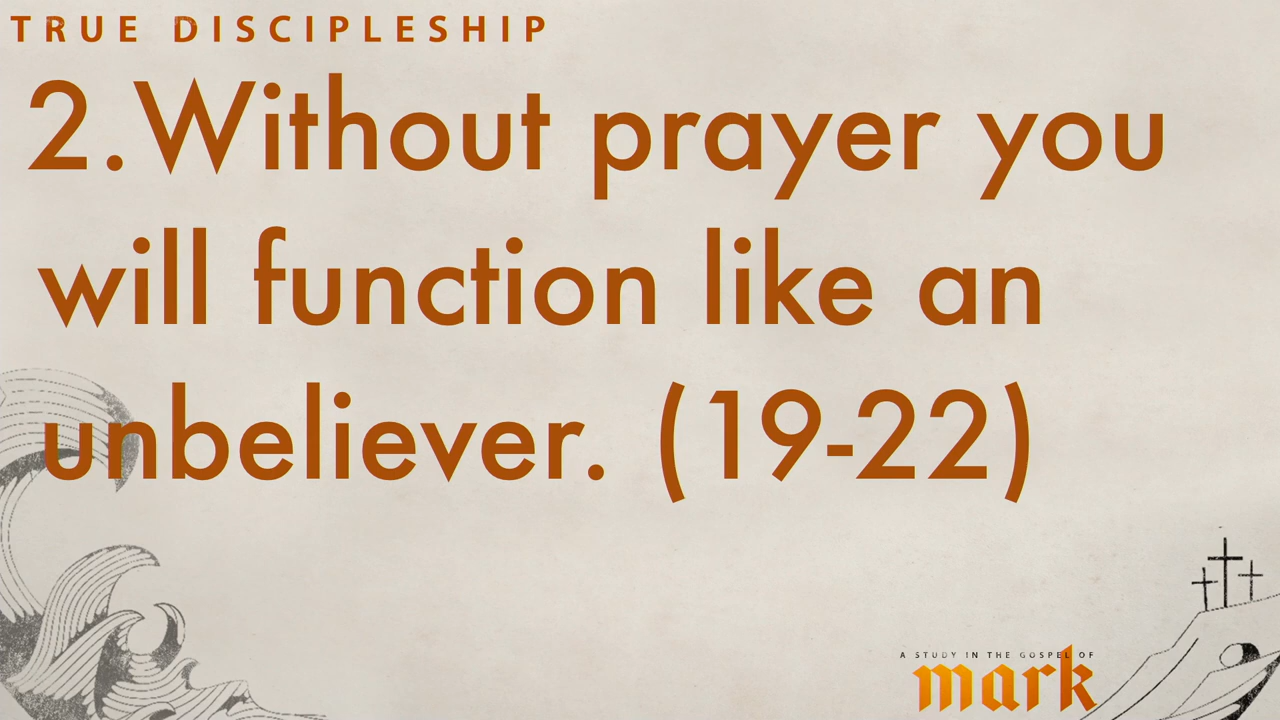 TRUE DISCIPLESHIP
2. Without prayer you
will function like an
unbeliever. (19-22)
A STUDY IN THE GOSPEL OF
mark